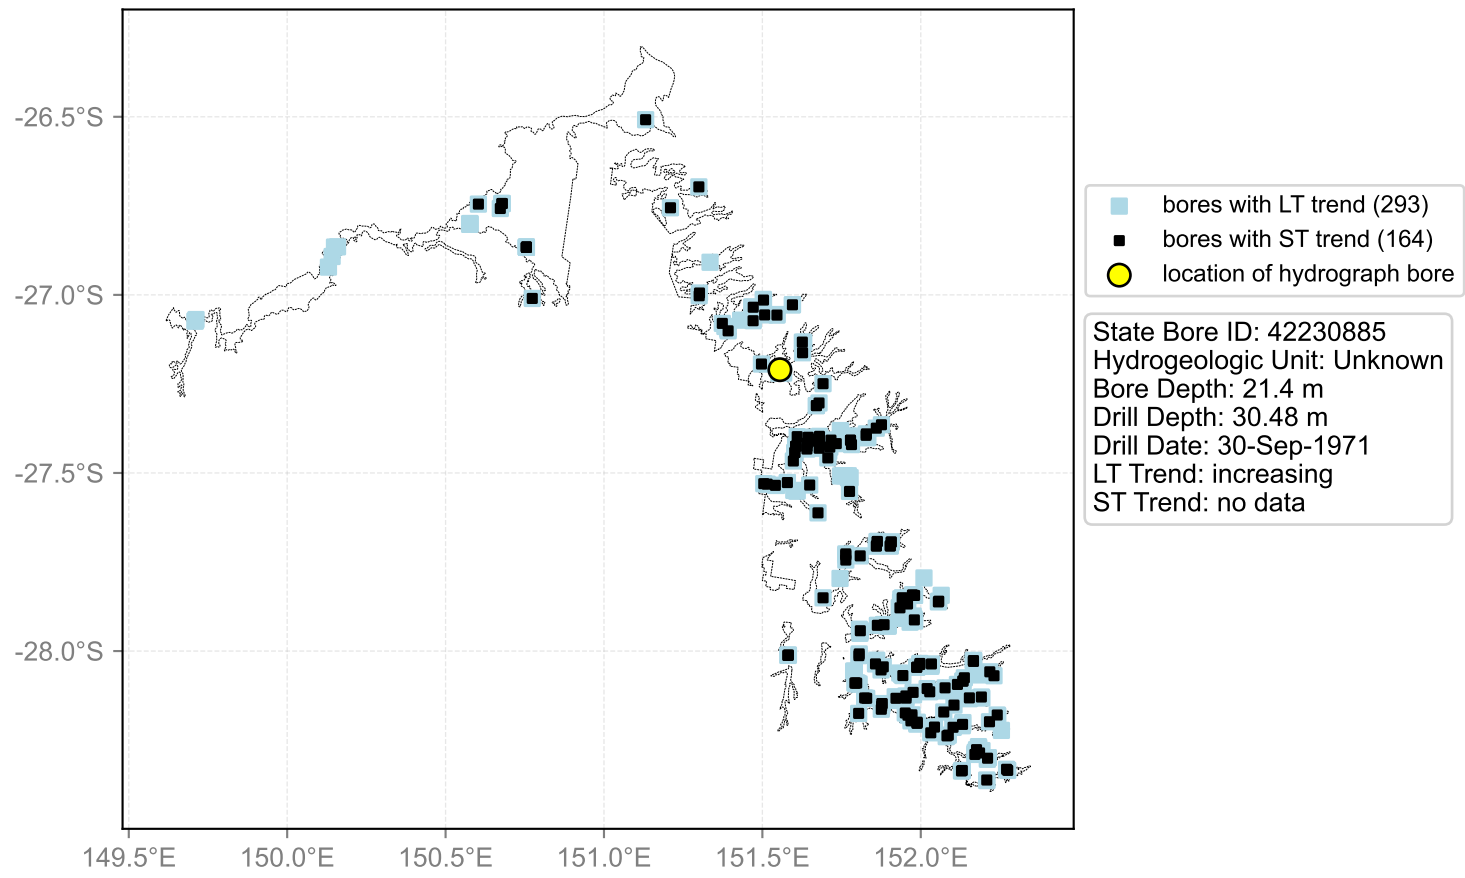 -26.5°S
-27.0°S
-27.5°S
-28.0°S
149.5°E
150.0°E
150.5°E
151.0°E
151.5°E
152.0°E
bores with LT trend (293)
bores with ST trend (164)
location of hydrograph bore
State Bore ID: 42230885
Hydrogeologic Unit: Unknown
Bore Depth: 21.4 m
Drill Depth: 30.48 m
Drill Date: 30-Sep-1971
LT Trend: increasing
ST Trend: no data